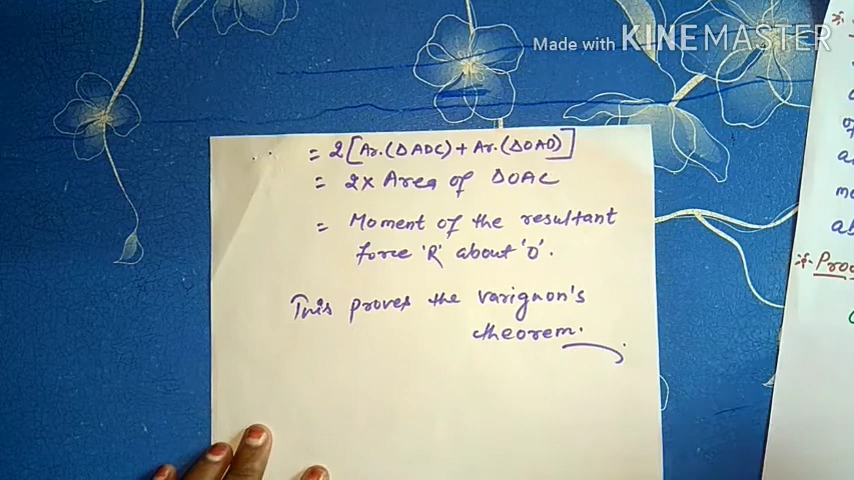 Made with KINEMASTER
= 2[Ar.(ΔADC) + Ar.(ΔOAD)]
= 2x Area of ΔOAC
= Moment of the resultant
force 'R' about 'O'.
This proves the varignon's
theorem.